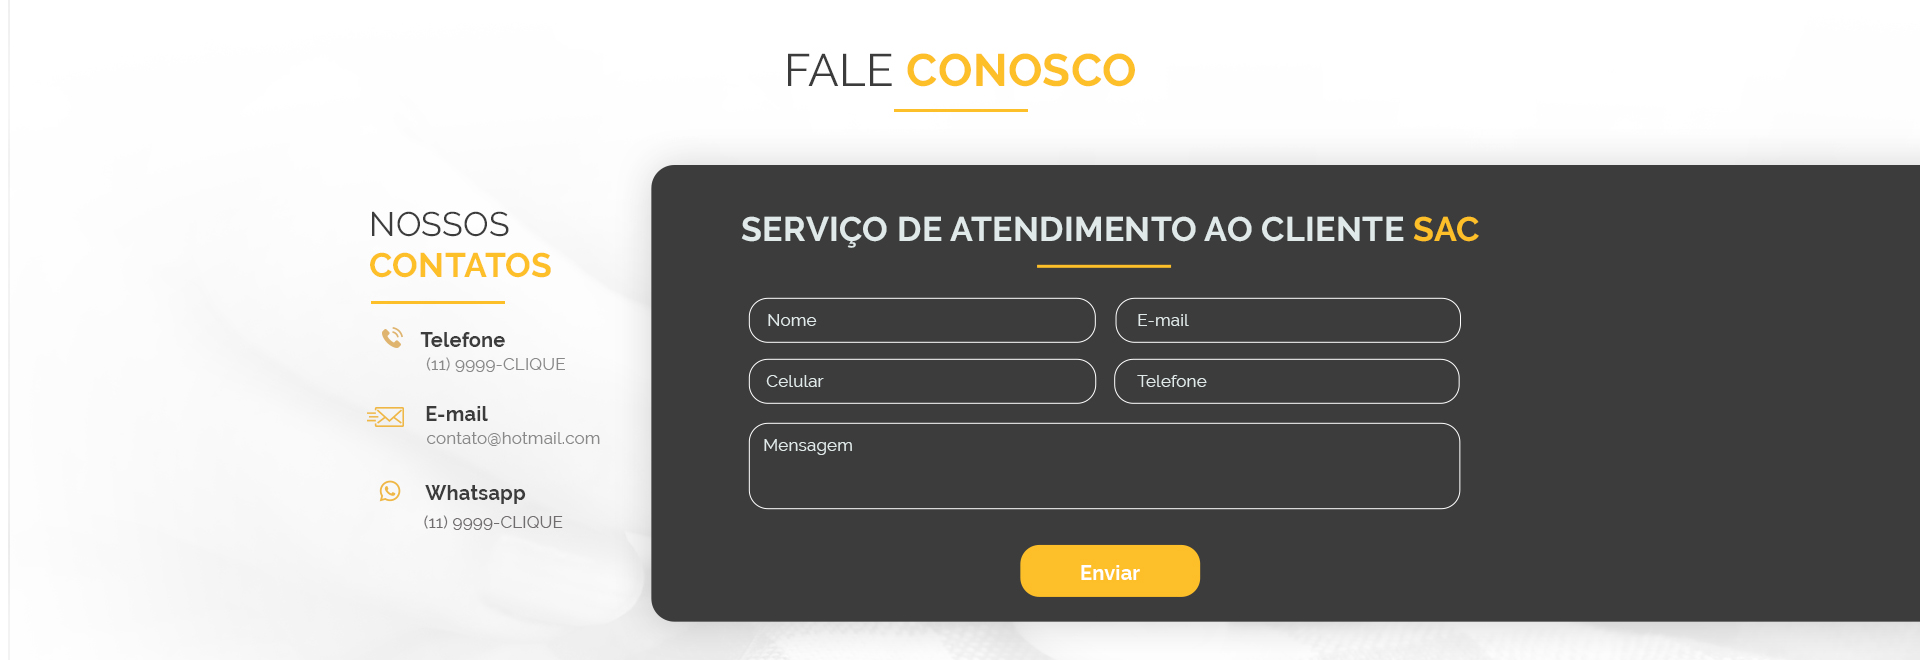 FALE CONOSCO
NOSSOS
CONTATOS
Telefone
(11) 9999-CLIQUE
E-mail
contato@hotmail.com
Whatsapp
(11) 9999-CLIQUE
SERVIÇO DE ATENDIMENTO AO CLIENTE SAC
Nome
E-mail
Celular
Telefone
Mensagem
Enviar